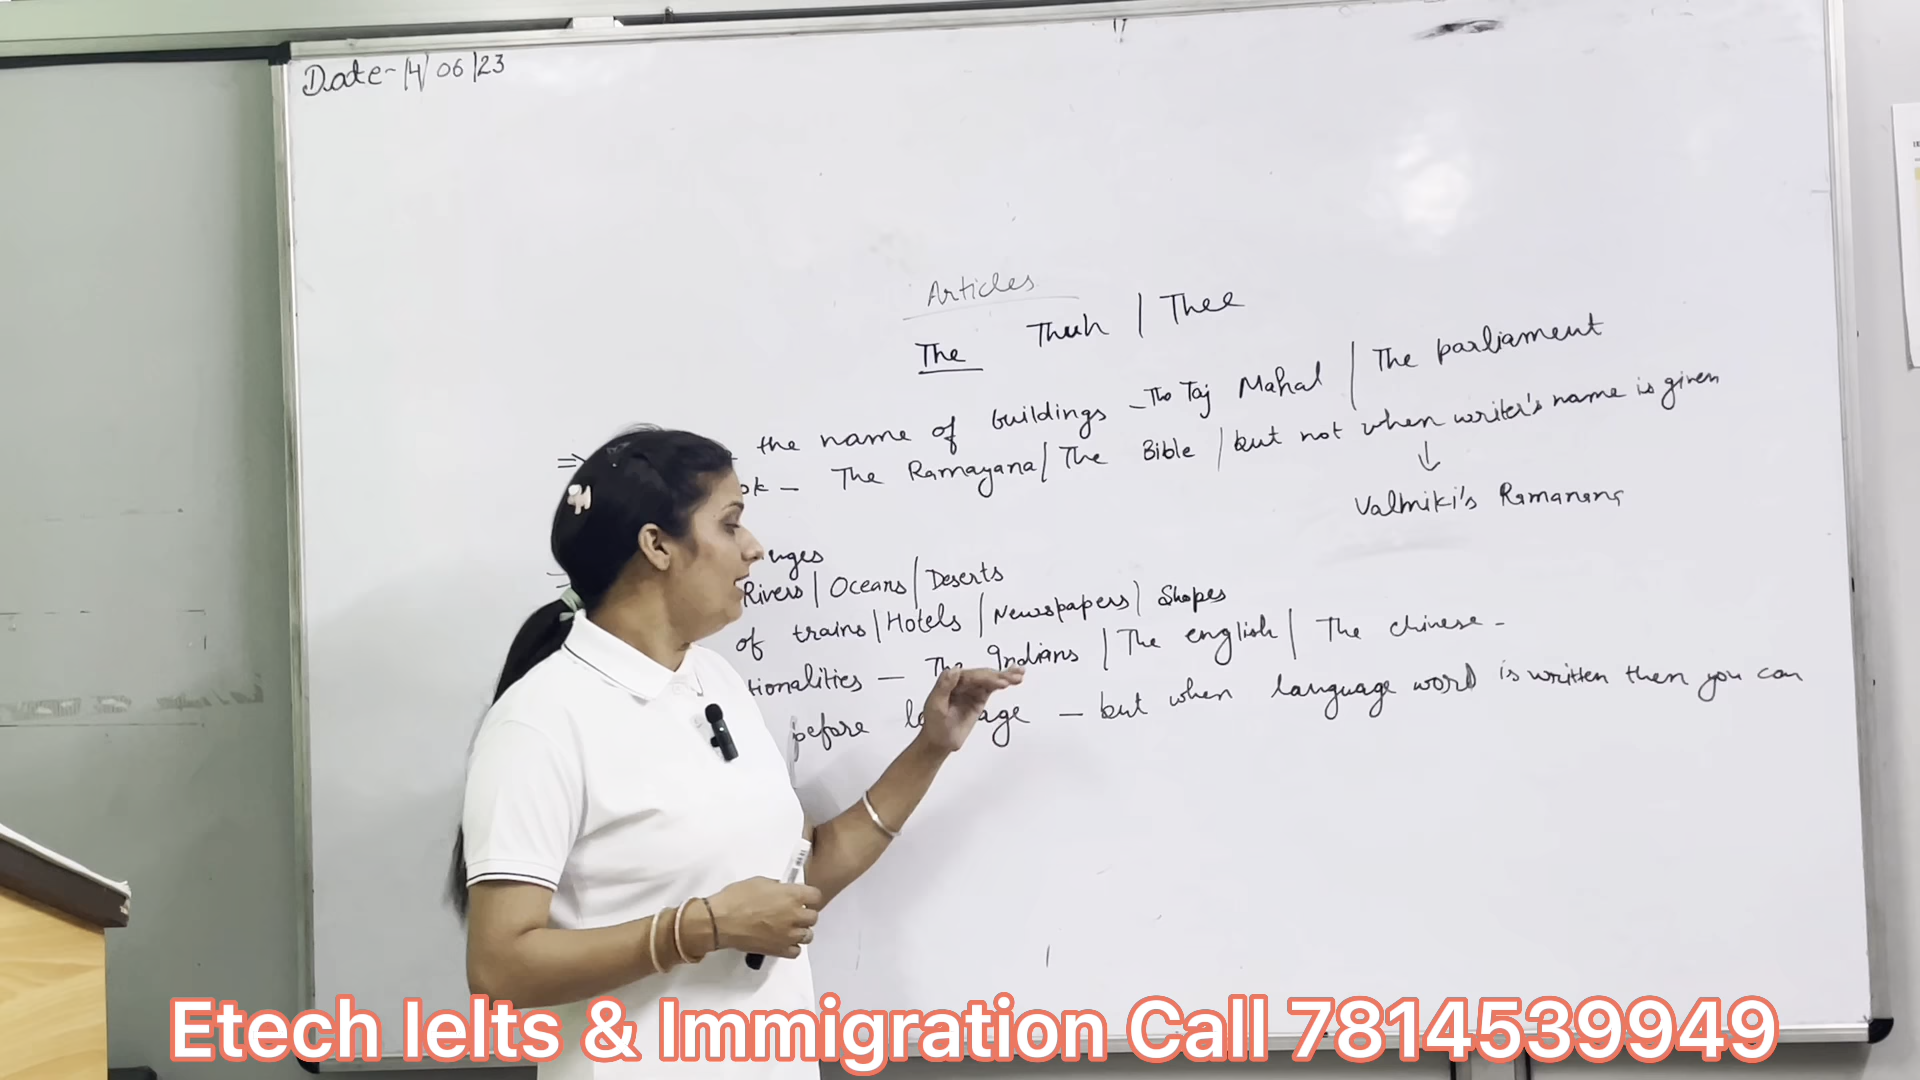 Date - 14/06/23
Articles
The Thuh | Thee
=> the name of buildings - The Taj Mahal | The parliament
ok - The Ramayana | The Bible | but not when writer's name is given
↓
Valmiki's
Rivers | Oceans | Deserts
of trains | Hotels | Newspapers | Shopes
tionalities - The Indians | The english | The chinese -
before - but when language word is written then you can
Etech Ielts & Immigration Call 7814539949